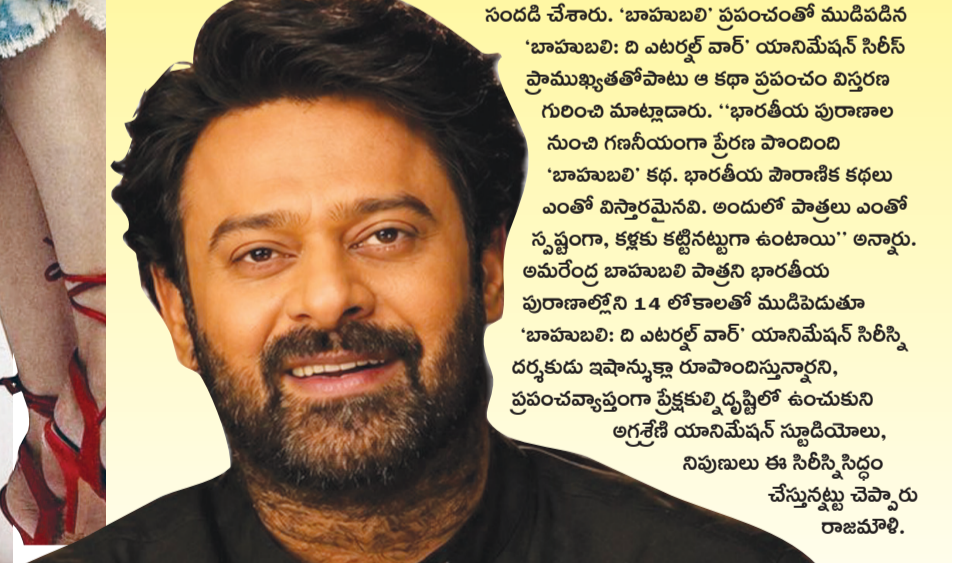 సందడి చేశారు. ‘బాహుబలి’ ప్రపంచంతో ముడిపడిన
‘బాహుబలి: ది ఎటర్నల్ వార్’ యానిమేషన్ సిరీస్
ప్రాముఖ్యతతోపాటు ఆ కథా ప్రపంచం విస్తరణ
గురించి మాట్లాడారు. ‘‘భారతీయ పురాణాల
నుంచి గణనీయంగా ప్రేరణ పొందింది
‘బాహుబలి’ కథ. భారతీయ పౌరాణిక కథలు
ఎంతో విస్తారమైనవి. అందులో పాత్రలు ఎంతో
స్పష్టంగా, కళ్లకు కట్టినట్టుగా ఉంటాయి’’ అన్నారు.
అమరేంద్ర బాహుబలి పాత్రని భారతీయ
పురాణాల్లోని 14 లోకాలతో ముడిపెడుతూ
‘బాహుబలి: ది ఎటర్నల్ వార్’ యానిమేషన్ సిరీస్ని
దర్శకుడు ఇషాన్శుక్లా రూపొందిస్తున్నారని,
ప్రపంచవ్యాప్తంగా ప్రేక్షకుల్నిదృష్టిలో ఉంచుకుని
అగ్రశ్రేణి యానిమేషన్ స్టూడియోలు,
నిపుణులు ఈ సిరీస్నిసిద్ధం
చేస్తున్నట్టు చెప్పారు
రాజమౌళి.